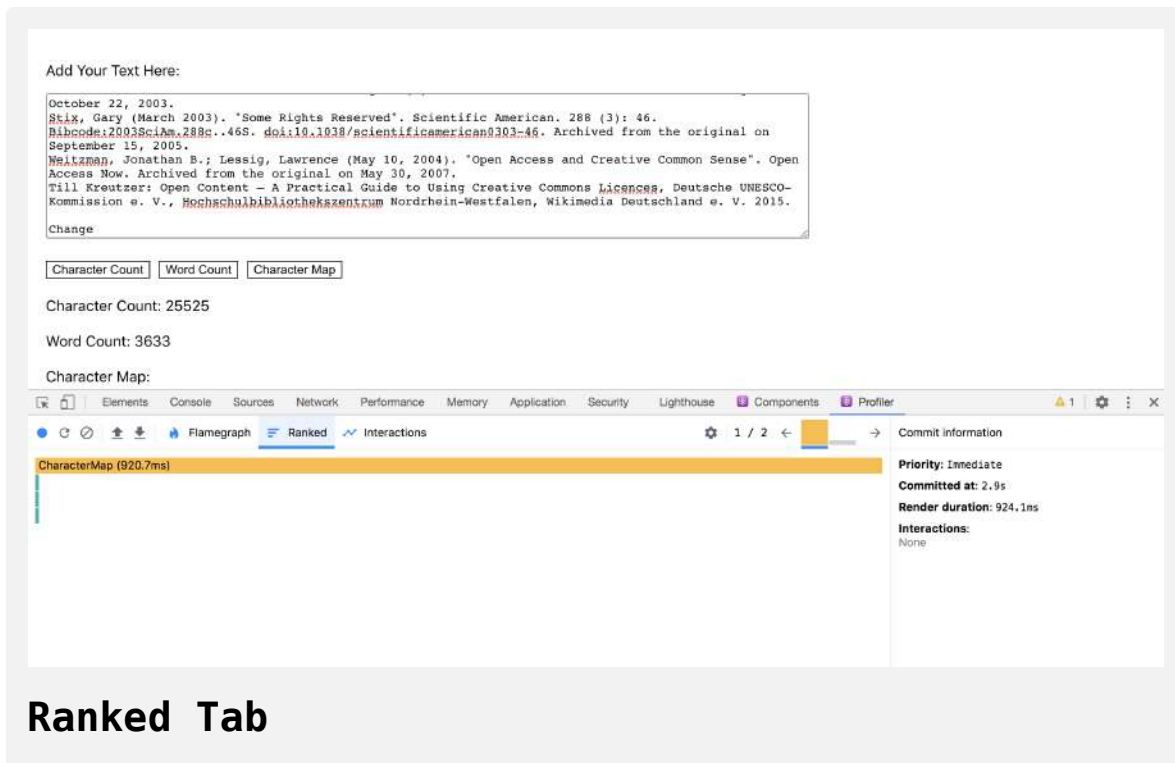 Add Your Text Here:
October 22, 2003.
Stix, Gary (March 2003). "Some Rights Reserved". Scientific American. 288 (3): 46.
Bibcode:2003SciAm.288c..46S. doi:10.1038/scientificamerican0303-46. Archived from the original on
September 15, 2005.
Weitzman, Jonathan B.; Lessig, Lawrence (May 10, 2004). "Open Access and Creative Common Sense". Open
Access Now. Archived from the original on May 30, 2007.
Till Kreutzer: Open Content – A Practical Guide to Using Creative Commons Licences, Deutsche UNESCO-
Kommission e. V., Hochschulbibliothekszentrum Nordrhein-Westfalen, Wikimedia Deutschland e. V. 2015.
Change
Character Count Word Count Character Map
Character Count: 25525
Word Count: 3633
Character Map:
Elements Console Sources Network Performance Memory Application Security Lighthouse Components Profiler 1
Flamegraph Ranked Interactions 1 / 2 Commit information
CharacterMap (920.7ms)
Priority: Immediate
Committed at: 2.9s
Render duration: 924.1ms
Interactions:
None
Ranked Tab